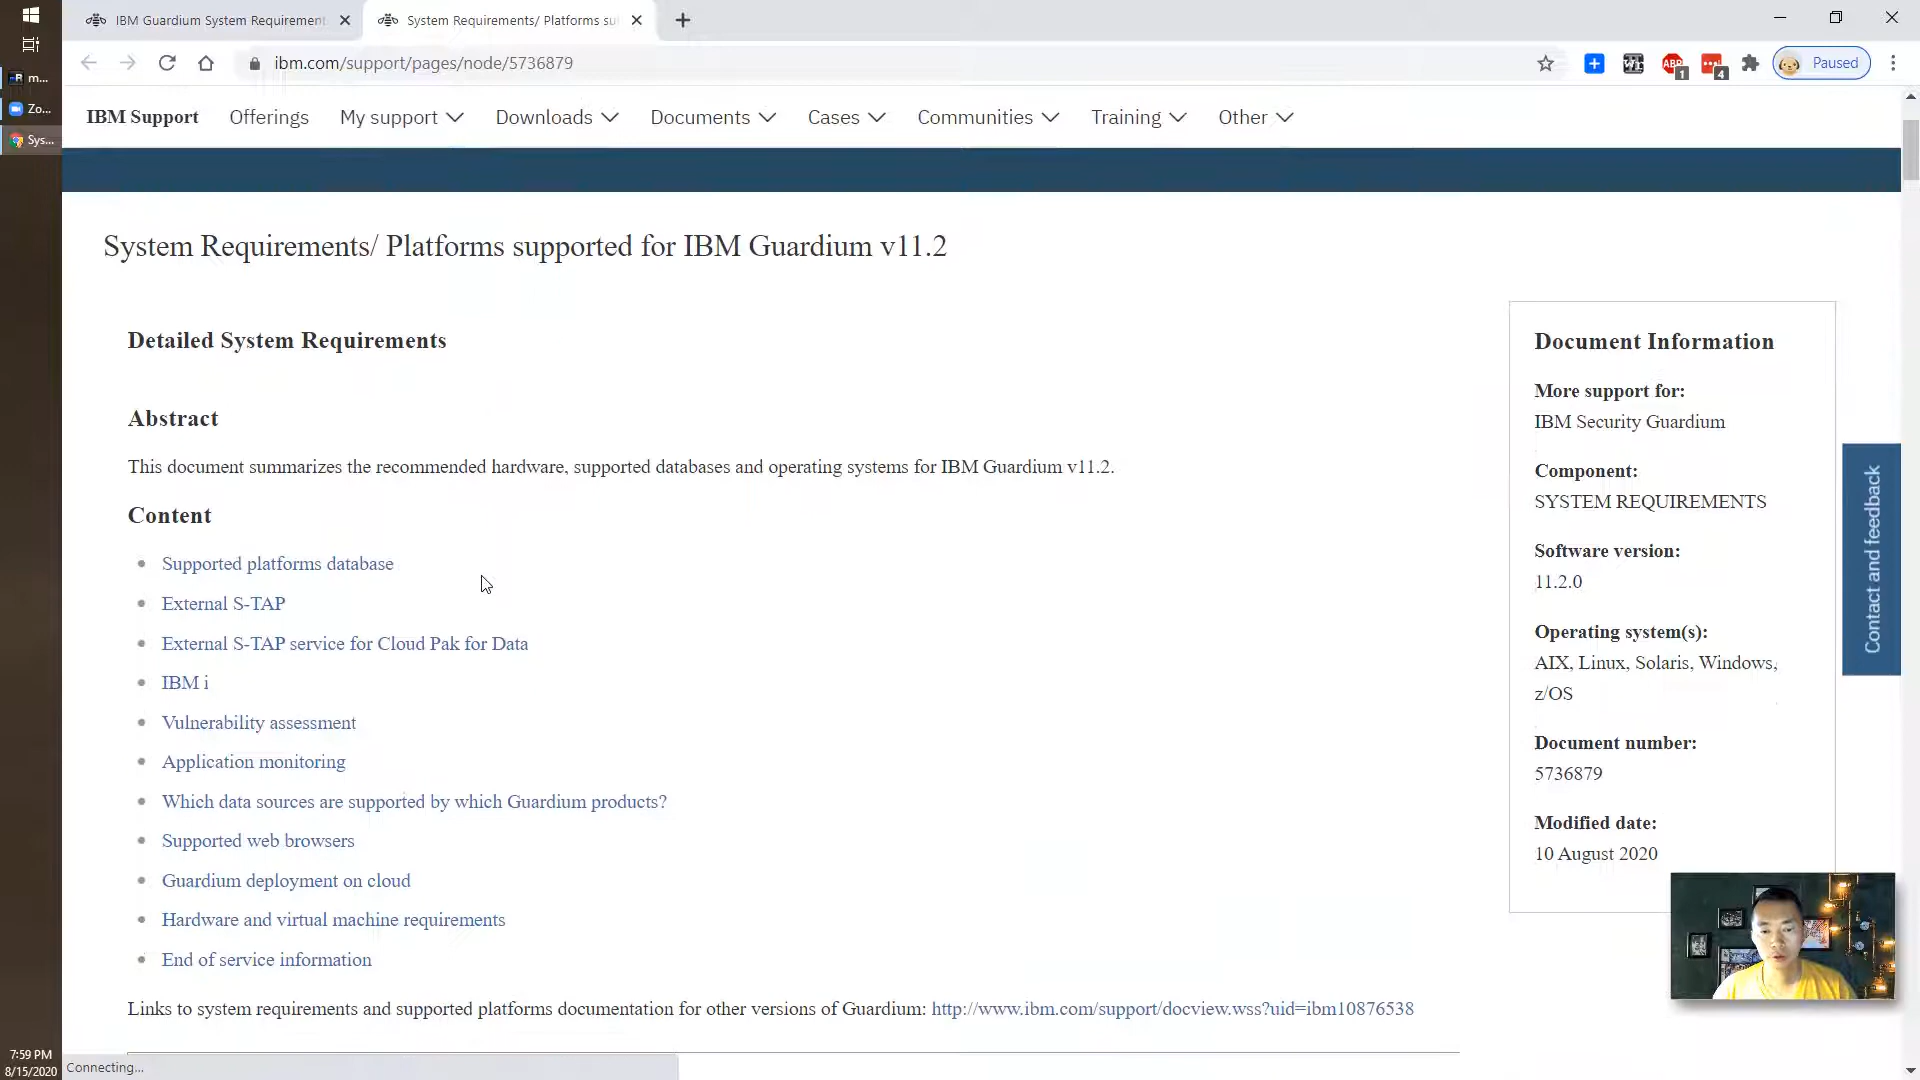 IBM Guardium System Requirement
System Requirements/ Platforms su
m...
Zo...
Sys...
ibm.com/support/pages/node/5736879
ABP
1
4
Paused
IBM Support
Offerings
My support
Downloads
Documents
Cases
Communities
Training
Other
System Requirements/ Platforms supported for IBM Guardium v11.2
Detailed System Requirements
Abstract
This document summarizes the recommended hardware, supported databases and operating systems for IBM Guardium v11.2.
Content
Supported platforms database
External S-TAP
External S-TAP service for Cloud Pak for Data
IBM i
Vulnerability assessment
Application monitoring
Which data sources are supported by which Guardium products?
Supported web browsers
Guardium deployment on cloud
Hardware and virtual machine requirements
End of service information
Links to system requirements and supported platforms documentation for other versions of Guardium: http://www.ibm.com/support/docview.wss?uid=ibm10876538
Document Information
More support for:
IBM Security Guardium
Component:
SYSTEM REQUIREMENTS
Software version:
11.2.0
Operating system(s):
AIX, Linux, Solaris, Windows,
z/OS
Document number:
5736879
Modified date:
10 August 2020
Contact and feedback
7:59 PM
8/15/2020
Connecting...